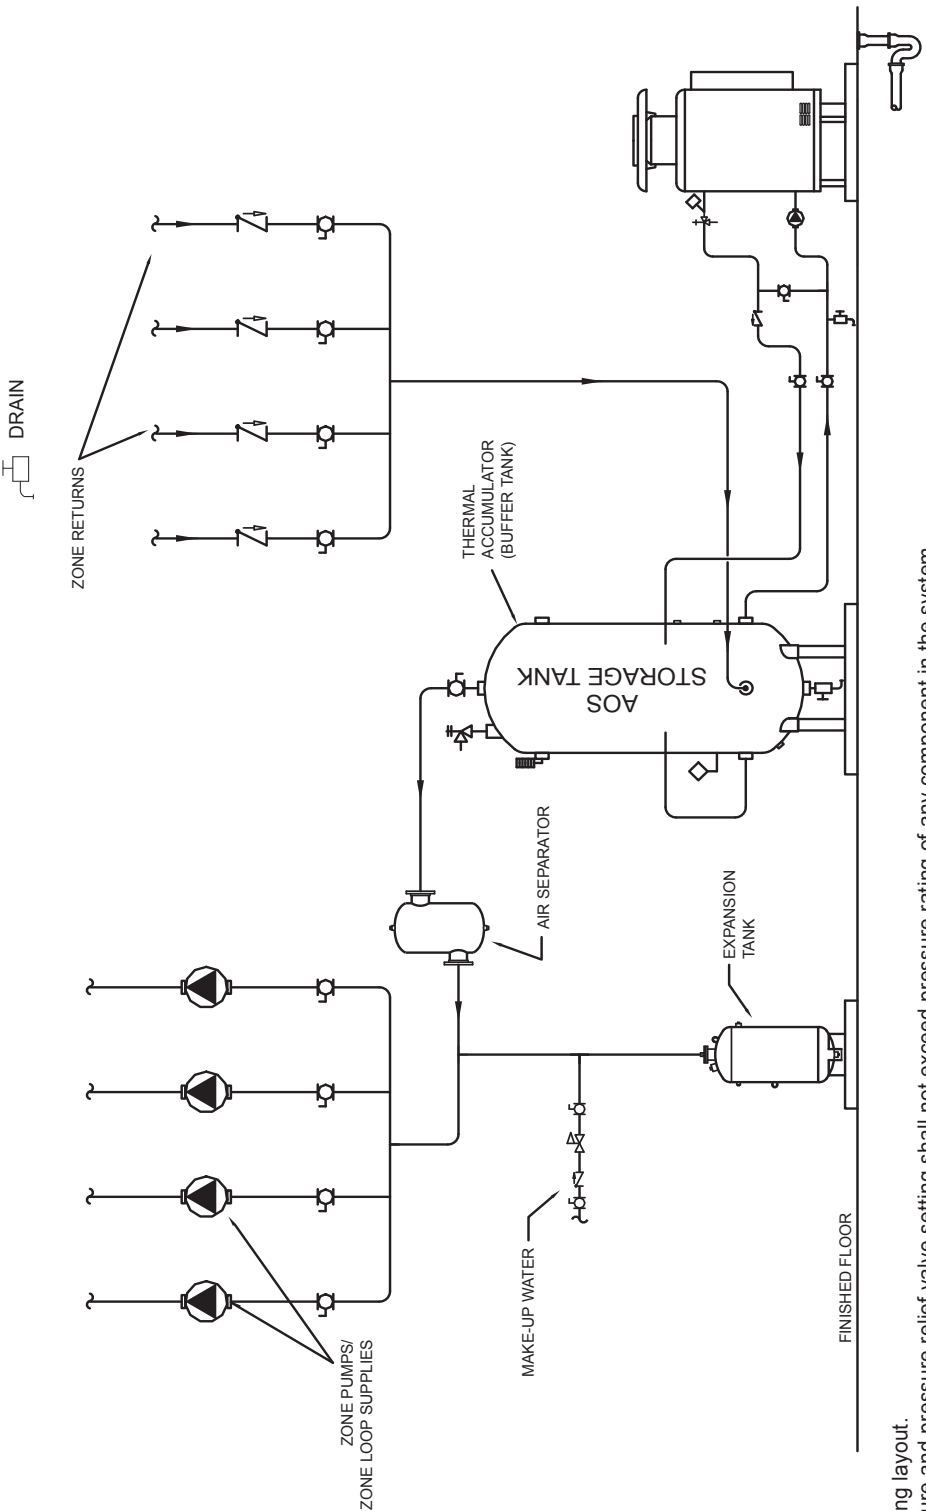 DRAIN
ZONE RETURNS
THERMAL
ACCUMULATOR
(BUFFER TANK)
AOS
STORAGE TANK
AIR SEPARATOR
EXPANSION
TANK
MAKE-UP WATER
ZONE PUMPS/
ZONE LOOP SUPPLIES
FINISHED FLOOR
ng layout.
ure and pressure relief valve setting shall not exceed pressure rating of any component in the system.